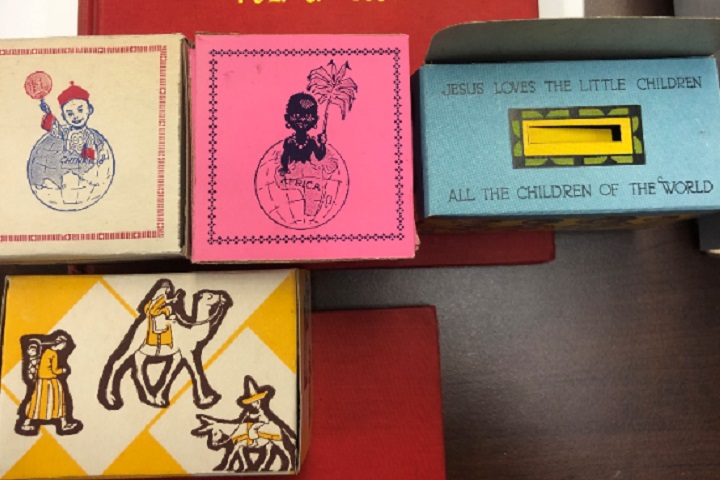 CHINA
AFRICA
JESUS LOVES THE LITTLE CHILDREN
ALL THE CHILDREN OF THE WORLD